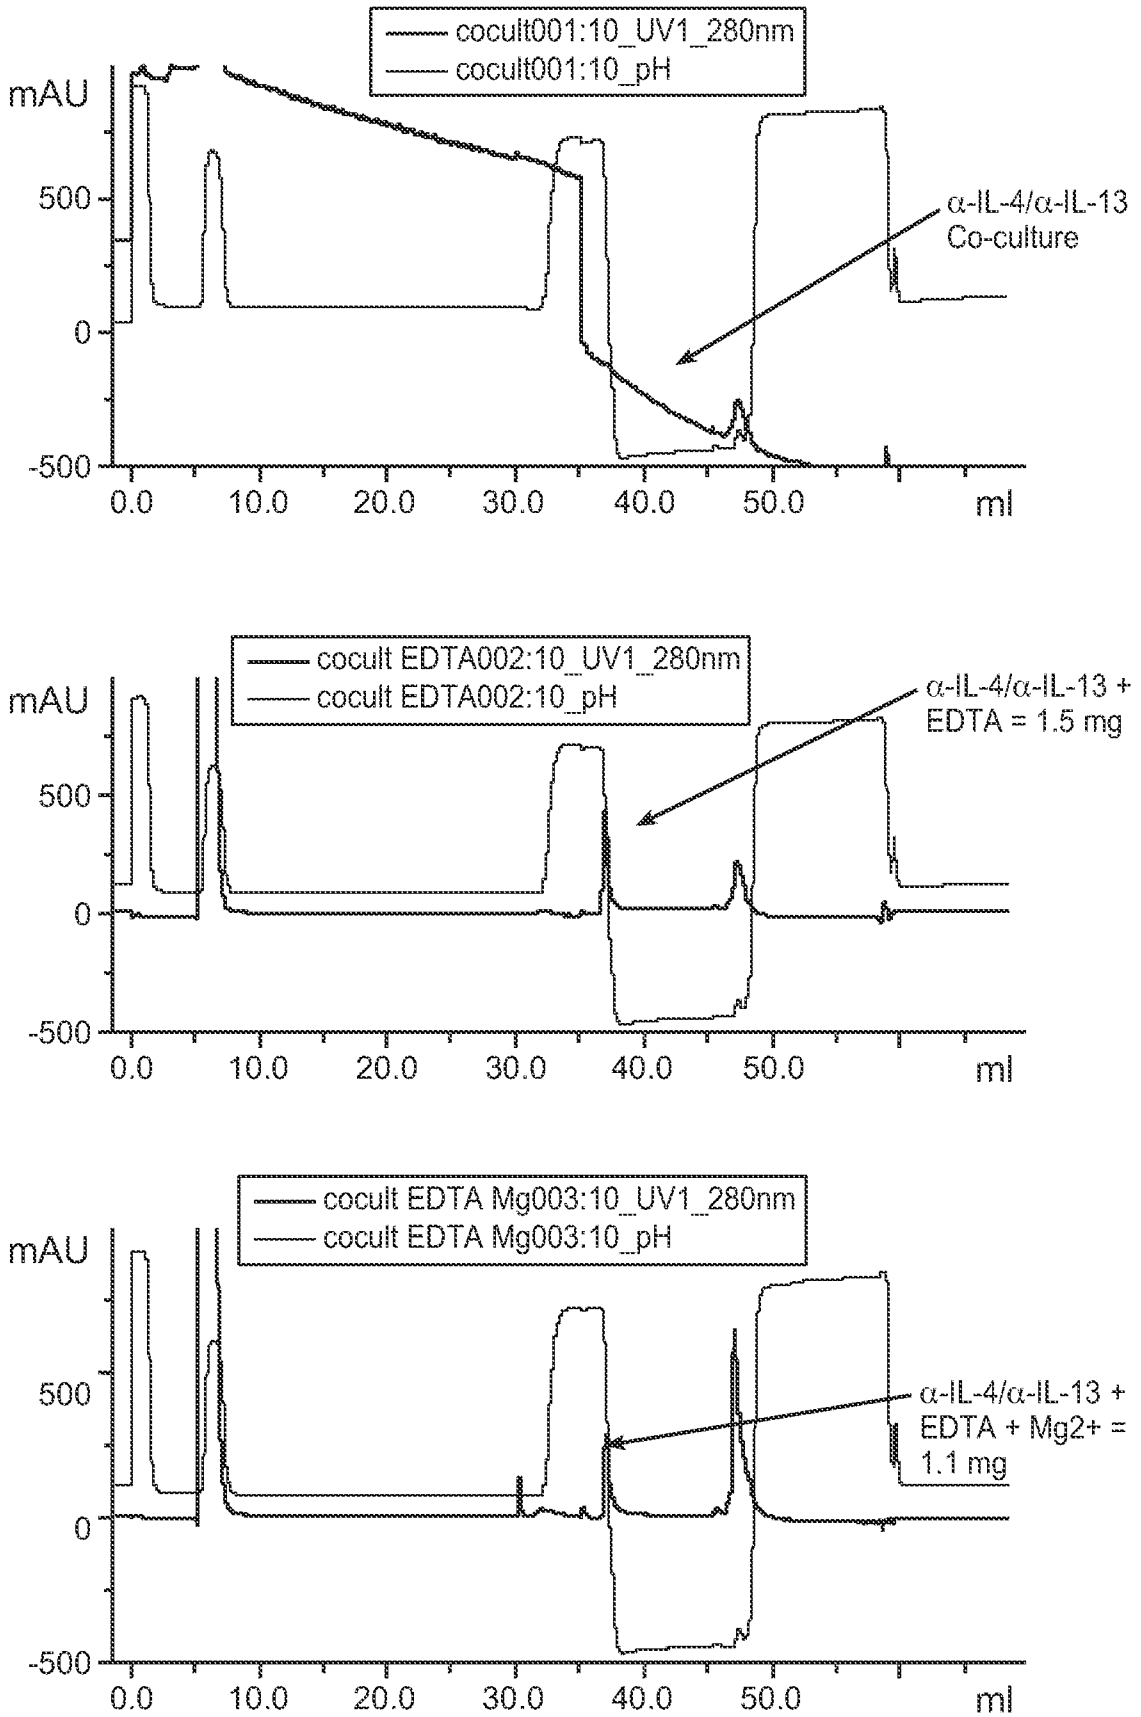 cocult001:10_UV1_280nm
cocult001:10_pH
mAU
500
0
-500
0.0 10.0 20.0 30.0 40.0 50.0 ml
α-IL-4/α-IL-13
Co-culture
cocult EDTA002:10_UV1_280nm
cocult EDTA002:10_pH
mAU
500
0
-500
0.0 10.0 20.0 30.0 40.0 50.0 ml
α-IL-4/α-IL-13 +
EDTA = 1.5 mg
cocult EDTA Mg003:10_UV1_280nm
cocult EDTA Mg003:10_pH
mAU
500
0
-500
0.0 10.0 20.0 30.0 40.0 50.0 ml
α-IL-4/α-IL-13 +
EDTA + Mg2+ =
1.1 mg